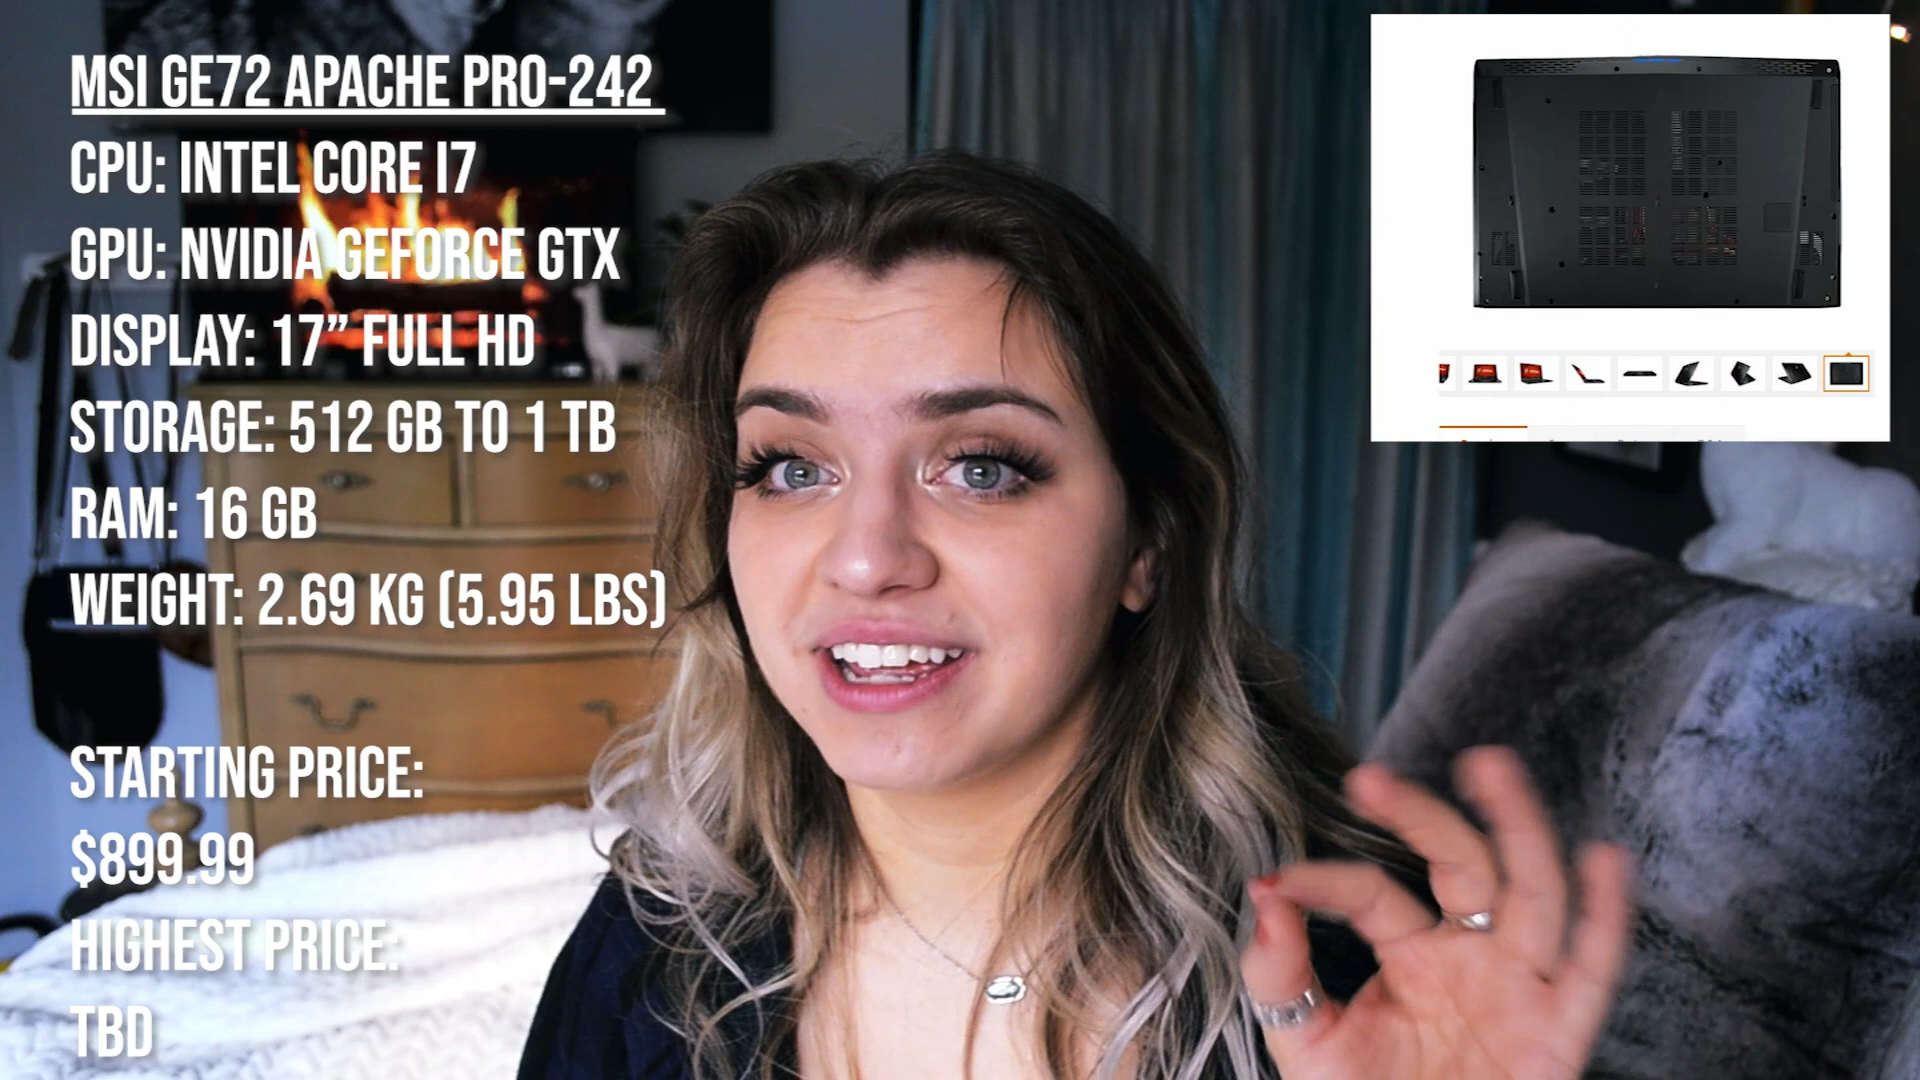 MSI GE72 APACHE PRO-242
CPU: INTEL CORE I7
GPU: NVIDIA GEFORCE GTX
DISPLAY: 17” FULL HD
STORAGE: 512 GB TO 1 TB
RAM: 16 GB
WEIGHT: 2.69 KG (5.95 LBS)
STARTING PRICE:
$899.99
HIGHEST PRICE:
TBD